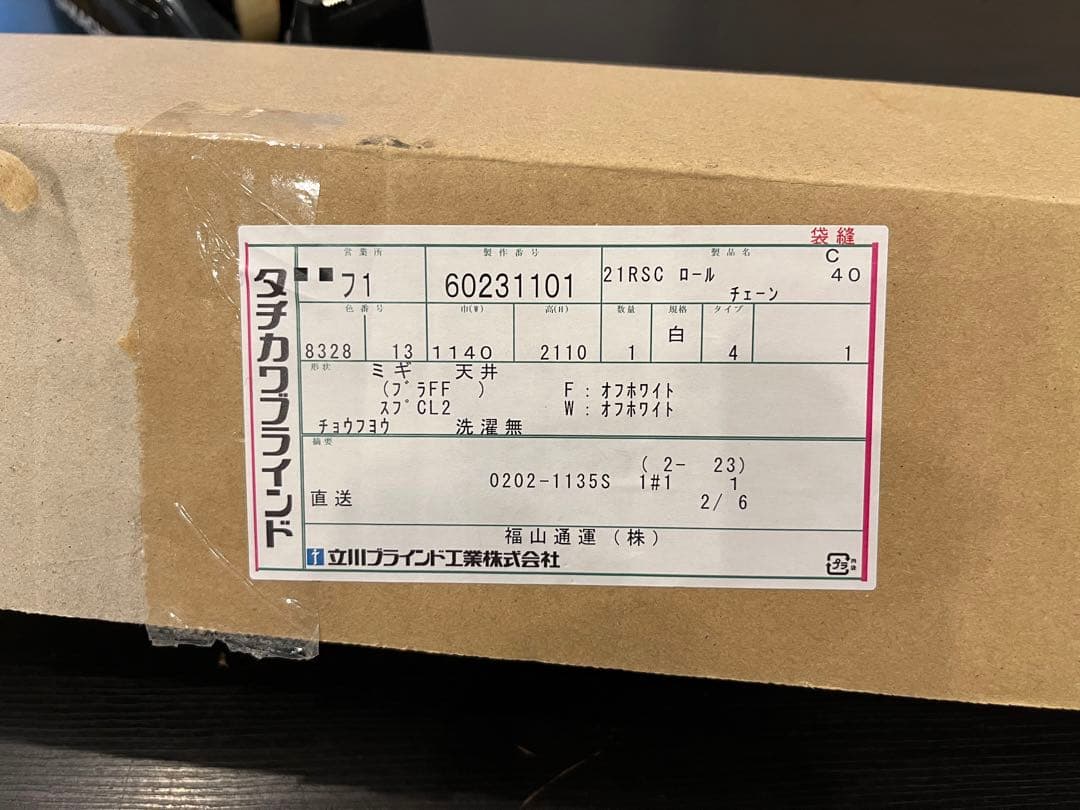 袋縫
タチカワブラインド
営業所
フ1
製作番号
60231101
製品名
C
21RSC ロール 40
チェーン
色番号 巾(W) 高(H) 数量 規格 タイプ
8328 13 1140 2110 1 白 4 1
形状
ミギ 天井
(プラFF ) F:オフホワイト
スプCL2 W:オフホワイト
チョウフヨウ 洗濯無
摘要
(2- 23)
0202-1135S 1#1 1
直送 2/ 6
福山通運(株)
立川ブラインド工業株式会社